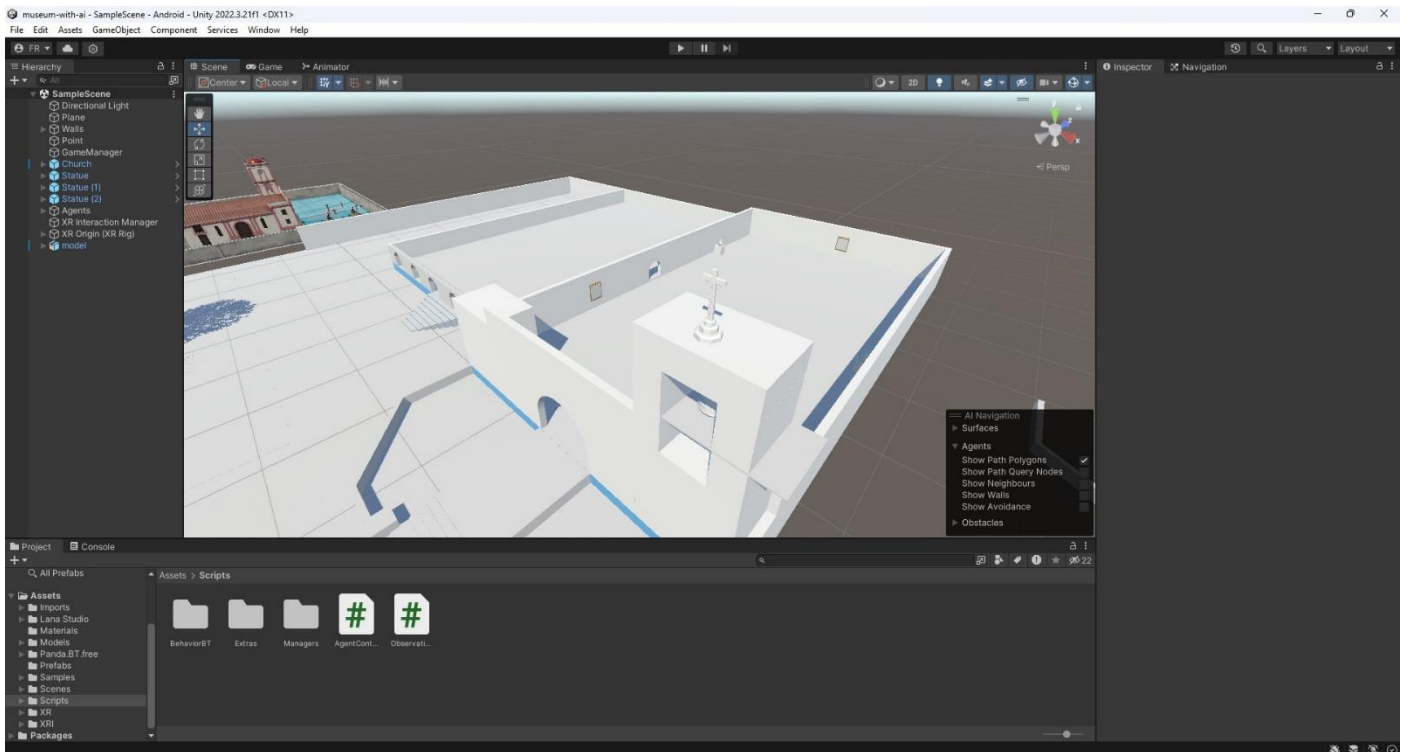 museum-with-ai - SampleScene - Android - Unity 2022.3.21f1 <DX11>
File Edit Assets GameObject Component Services Window Help
FR
Layers
Layout
Hierarchy
All
SampleScene
Directional Light
Plane
Walls
Point
GameManager
Church
Statue
Statue (1)
Statue (2)
Agents
XR Interaction Manager
XR Origin (XR Rig)
model
Scene Game Animator
Center Local
2D
y
z
x
Persp
AI Navigation
Surfaces
Agents
Show Path Polygons
Show Path Query Nodes
Show Neighbours
Show Walls
Show Avoidance
Obstacles
Inspector Navigation
Project Console
22
All Prefabs
Assets
Imports
Lana Studio
Materials
Models
Panda.BT.free
Prefabs
Samples
Scenes
Scripts
XR
XRI
Packages
Assets > Scripts
# #
BehaviorBT Extras Managers AgentCont... Observati...